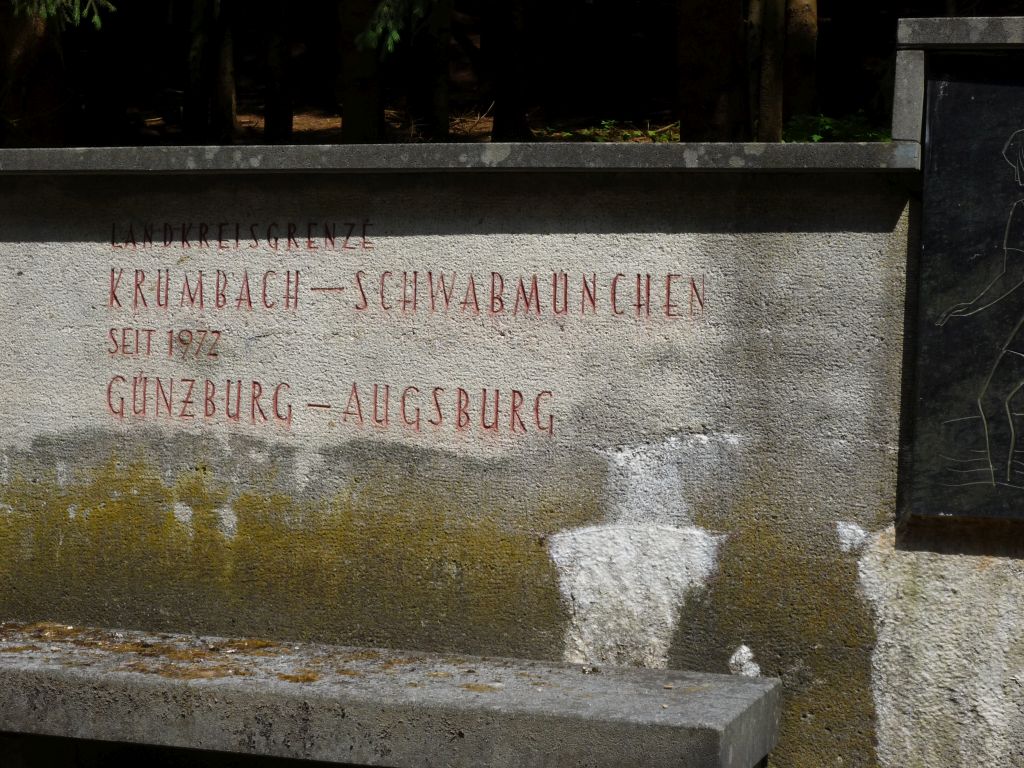 LANDKREISGRENZE
KRUMBACH – SCHWABMÜNCHEN
SEIT 1972
GÜNZBURG – AUGSBURG